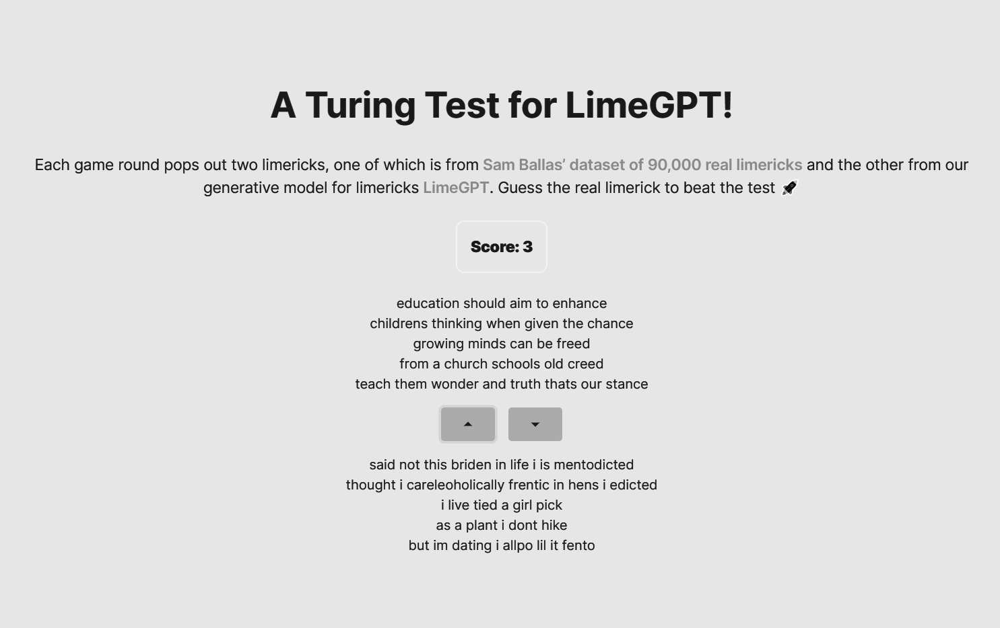 A Turing Test for LimeGPT!
Each game round pops out two limericks, one of which is from Sam Ballas’ dataset of 90,000 real limericks and the other from our
generative model for limericks LimeGPT. Guess the real limerick to beat the test 🚀
Score: 3
education should aim to enhance
childrens thinking when given the chance
growing minds can be freed
from a church schools old creed
teach them wonder and truth thats our stance
said not this briden in life i is mentodicted
thought i careleoholically frentic in hens i edicted
i live tied a girl pick
as a plant i dont hike
but im dating i allpo lil it fento